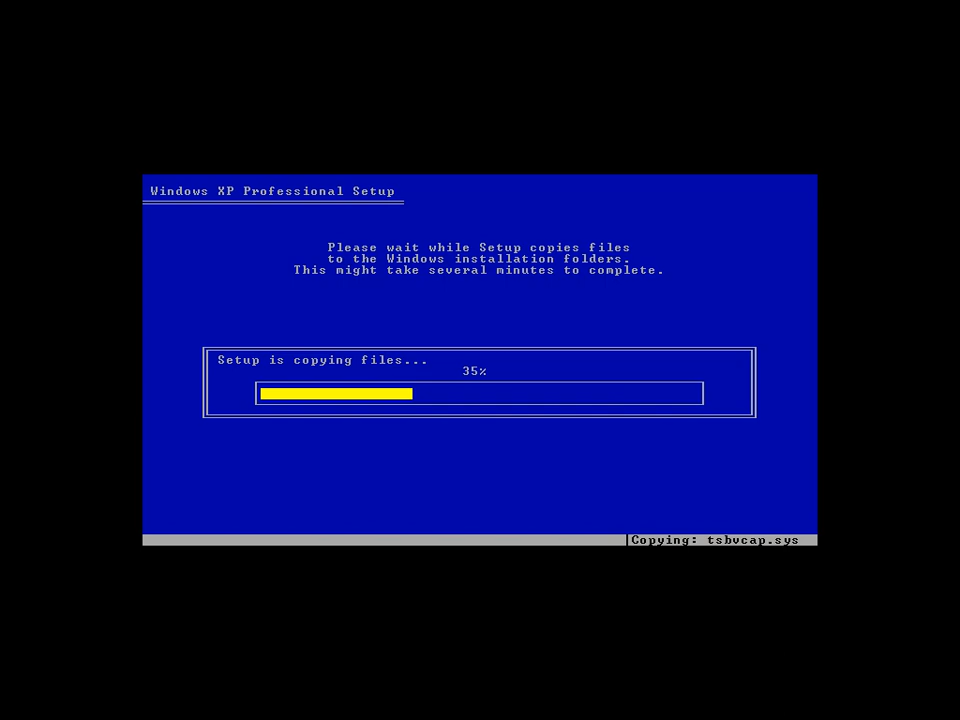 Windows XP Professional Setup
Please wait while Setup copies files
to the Windows installation folders.
This might take several minutes to complete.
Setup is copying files...
35%
Copying: tsbvcap.sys